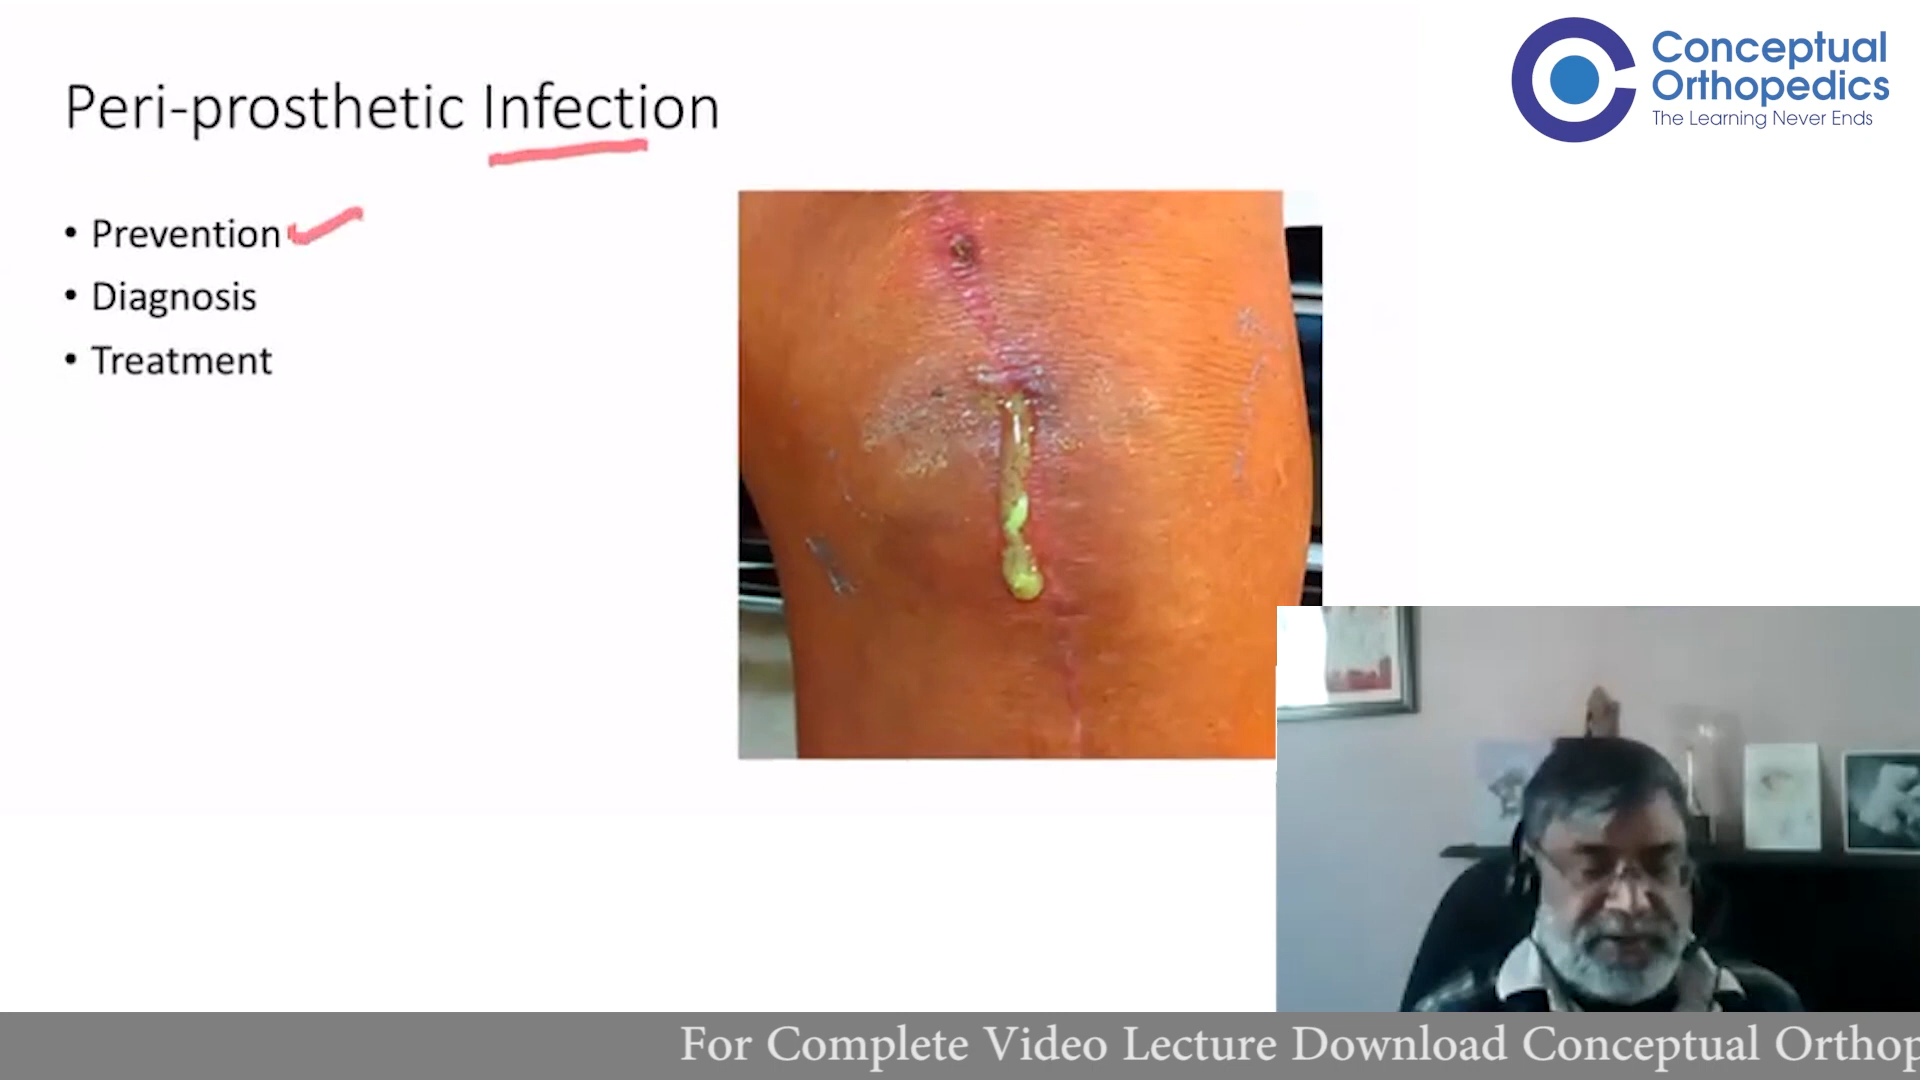 Peri-prosthetic Infection
Conceptual
Orthopedics
The Learning Never Ends
• Prevention
• Diagnosis
• Treatment
For Complete Video Lecture Download Conceptual Orthop